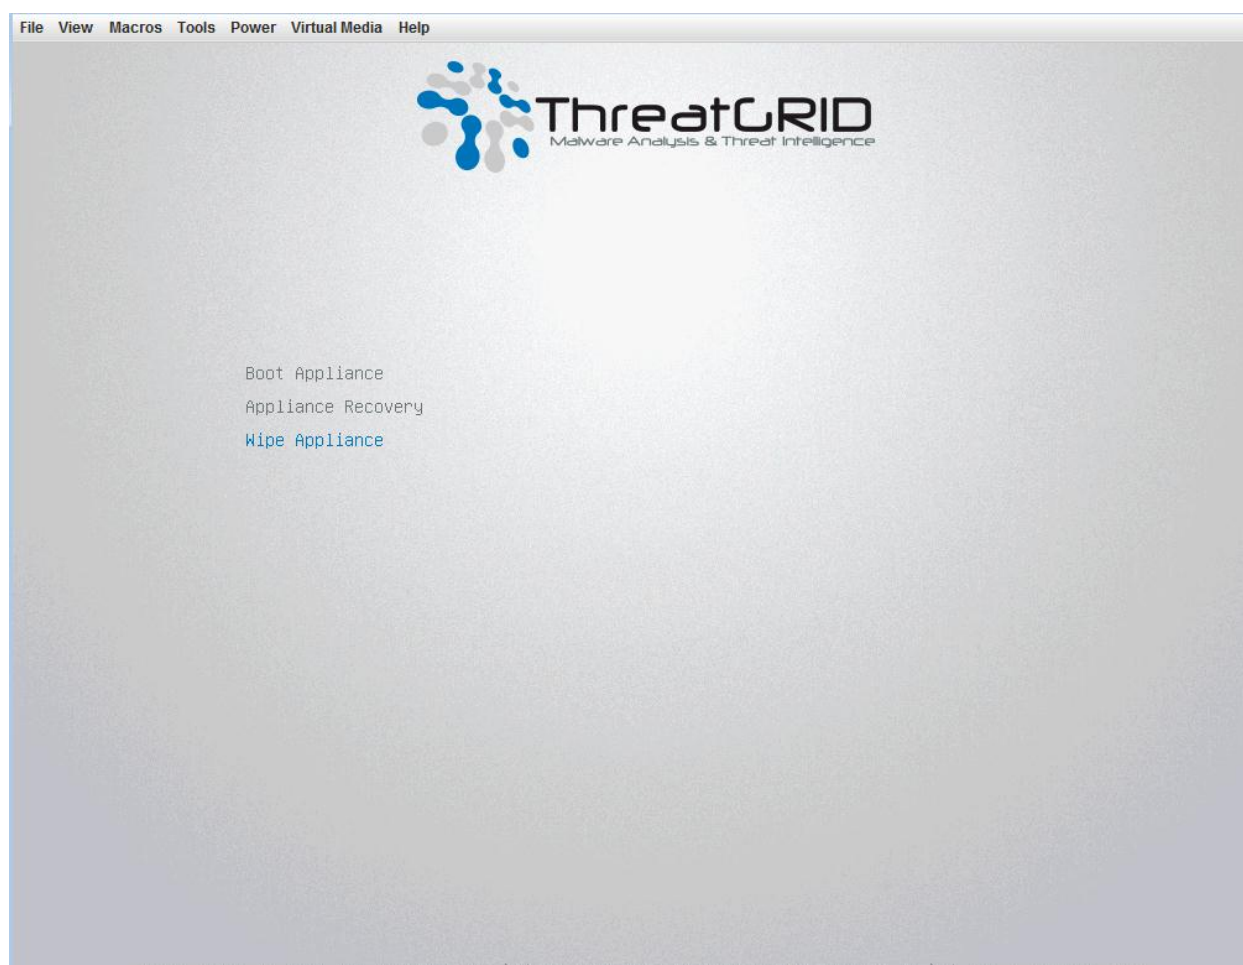 File View Macros Tools Power Virtual Media Help
ThreatGRID
Malware Analysis & Threat Intelligence
Boot Appliance
Appliance Recovery
Wipe Appliance